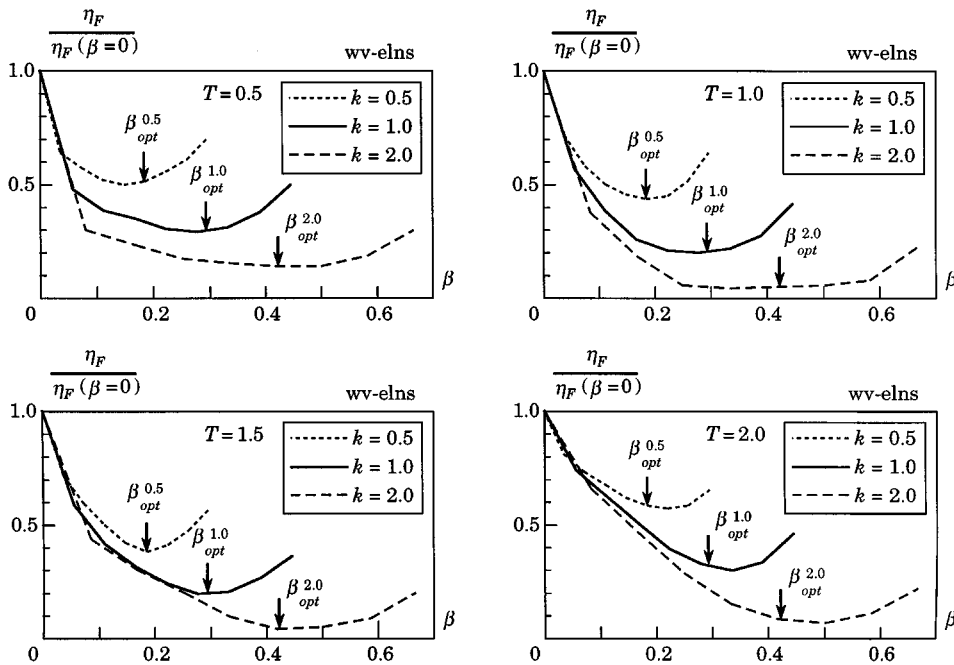 η_F / η_F (β=0)
wv-elns
1.0
T = 0.5
k = 0.5
k = 1.0
k = 2.0
β_opt^0.5
β_opt^1.0
0.5
β_opt^2.0
0 0.2 0.4 0.6 β
η_F / η_F (β=0)
wv-elns
1.0
T = 1.0
k = 0.5
k = 1.0
k = 2.0
β_opt^0.5
β_opt^1.0
0.5
β_opt^2.0
0 0.2 0.4 0.6 β
η_F / η_F (β=0)
wv-elns
1.0
T = 1.5
k = 0.5
k = 1.0
k = 2.0
β_opt^0.5
β_opt^1.0
0.5
β_opt^2.0
0 0.2 0.4 0.6 β
η_F / η_F (β=0)
wv-elns
1.0
T = 2.0
k = 0.5
k = 1.0
k = 2.0
β_opt^0.5
β_opt^1.0
0.5
β_opt^2.0
0 0.2 0.4 0.6 β